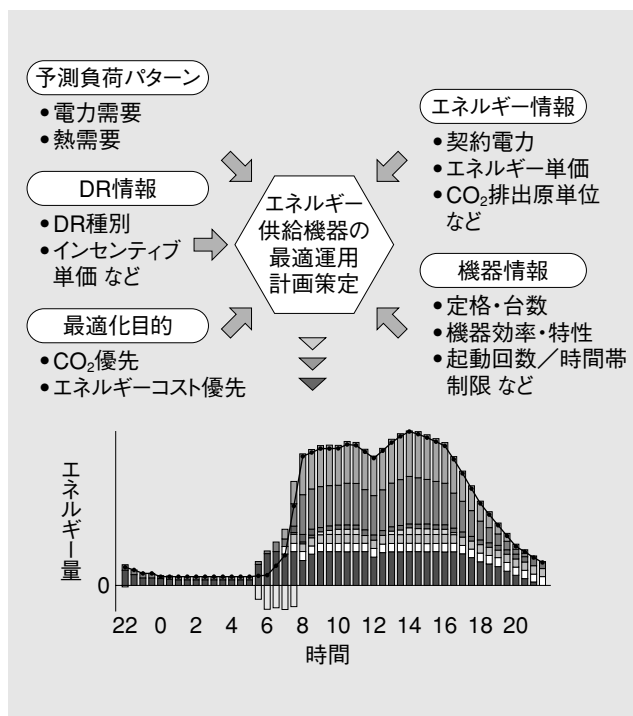 予測負荷パターン
●電力需要
●熱需要
DR情報
●DR種別
●インセンティブ
単価 など
最適化目的
●CO₂優先
●エネルギーコスト優先
エネルギー
供給機器の
最適運用
計画策定
エネルギー情報
●契約電力
●エネルギー単価
●CO₂排出原単位
など
機器情報
●定格・台数
●機器効率・特性
●起動回数／時間帯
制限 など
エネルギー量
0
22 0 2 4 6 8 10 12 14 16 18 20
時間